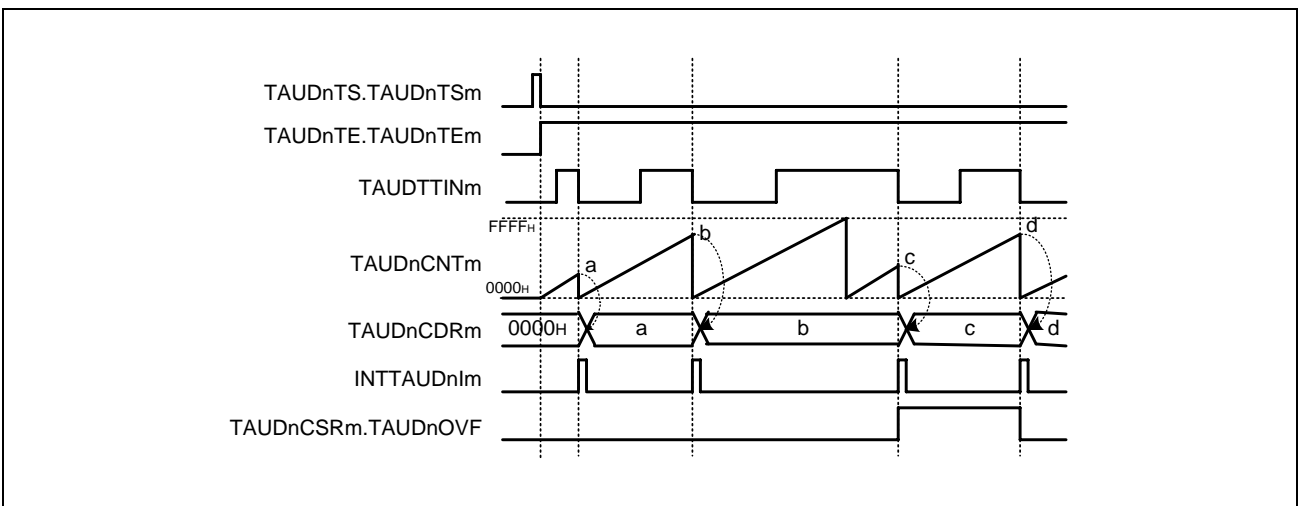 TAUDnTS.TAUDnTSm
TAUDnTE.TAUDnTEm
TAUDTTINm
FFFFH
TAUDnCNTm
0000H
a
b
c
d
TAUDnCDRm
0000H
a
b
c
d
INTTAUDnIm
TAUDnCSRm.TAUDnOVF